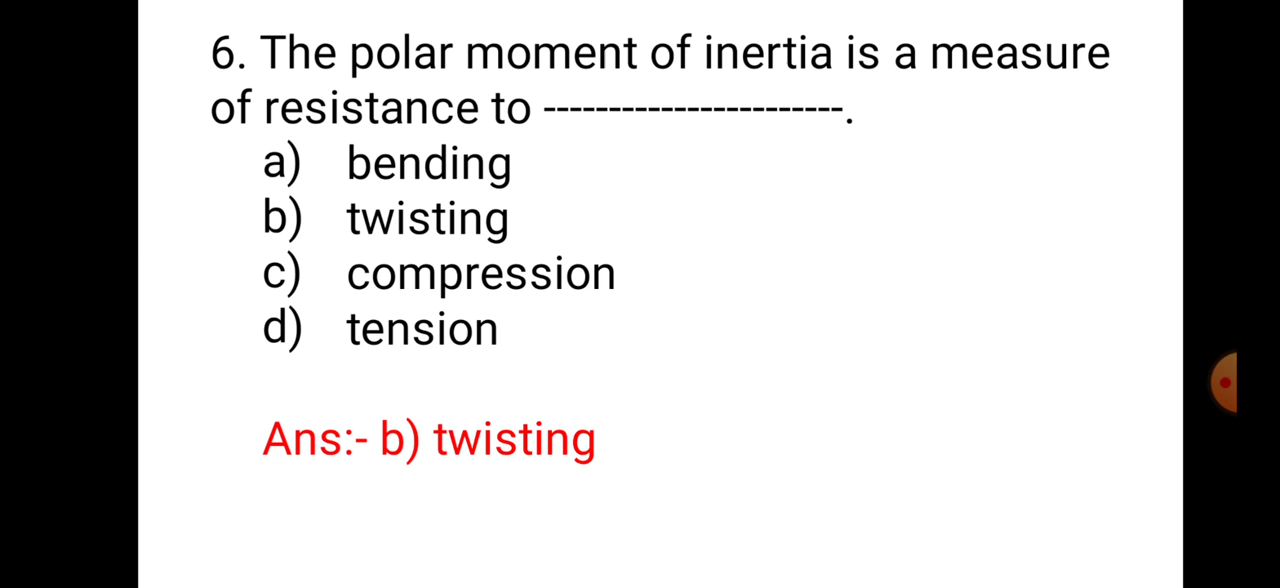 6. The polar moment of inertia is a measure
of resistance to -----------------------.
a) bending
b) twisting
c) compression
d) tension
Ans:- b) twisting